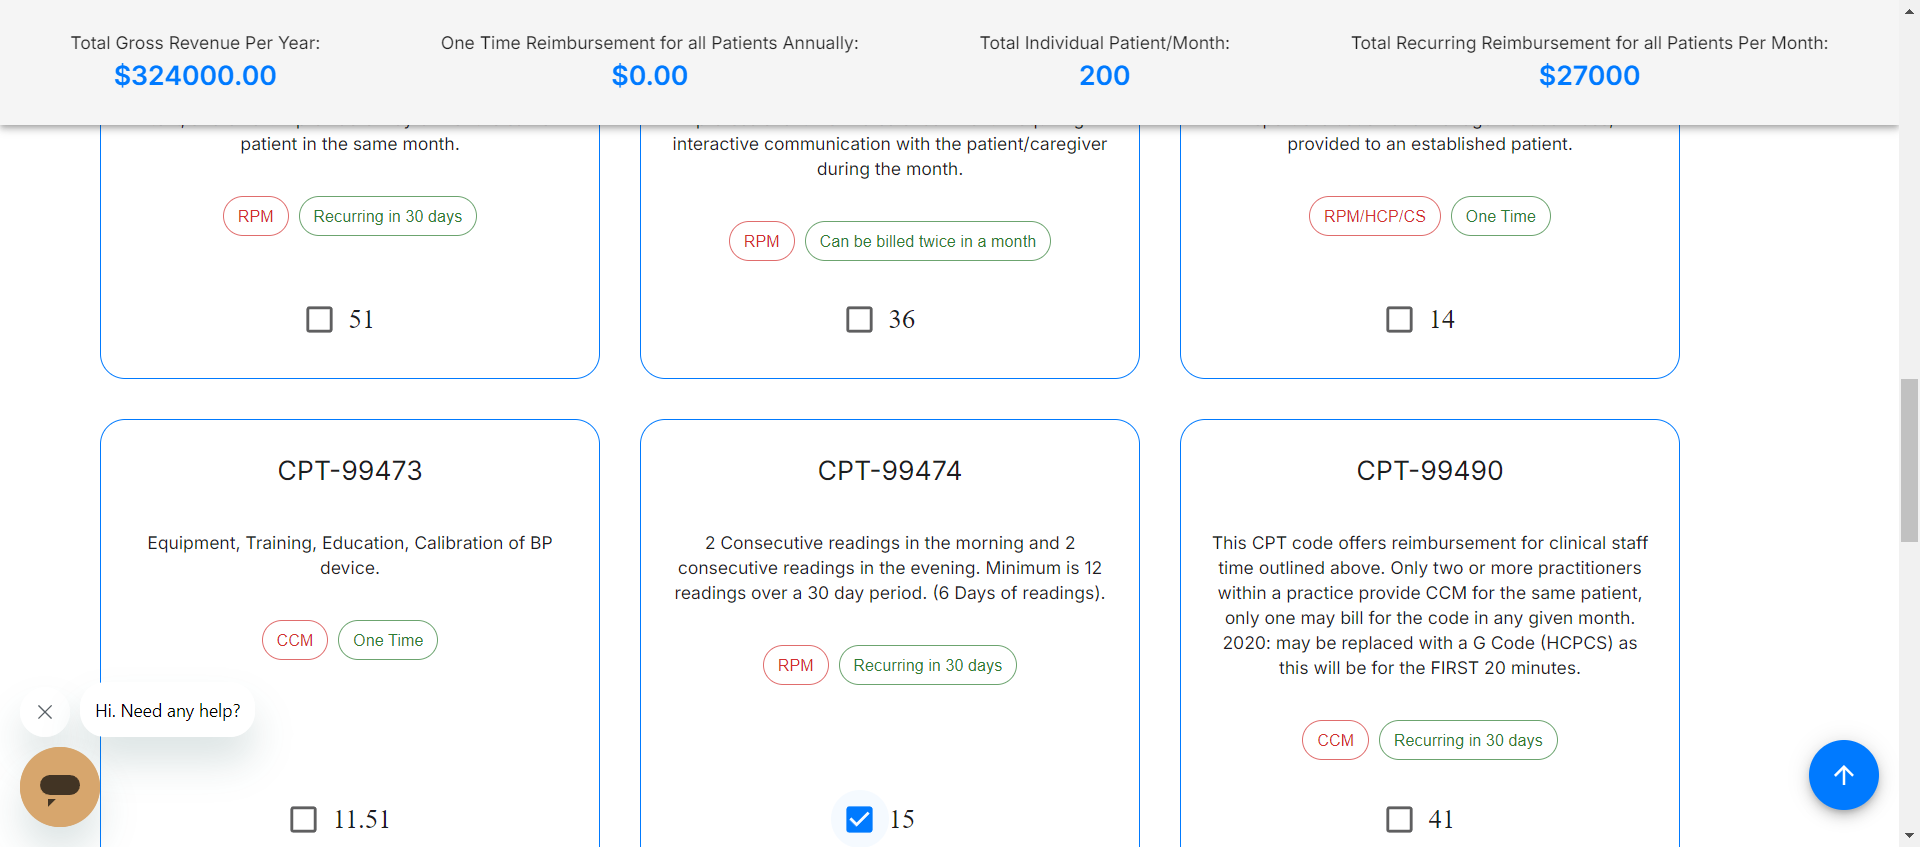 Total Gross Revenue Per Year:
$324000.00
One Time Reimbursement for all Patients Annually:
$0.00
Total Individual Patient/Month:
200
Total Recurring Reimbursement for all Patients Per Month:
$27000
patient in the same month.
RPM
Recurring in 30 days
51
interactive communication with the patient/caregiver
during the month.
RPM
Can be billed twice in a month
36
provided to an established patient.
RPM/HCP/CS
One Time
14
CPT-99473
Equipment, Training, Education, Calibration of BP
device.
CCM
One Time
11.51
CPT-99474
2 Consecutive readings in the morning and 2
consecutive readings in the evening. Minimum is 12
readings over a 30 day period. (6 Days of readings).
RPM
Recurring in 30 days
15
CPT-99490
This CPT code offers reimbursement for clinical staff
time outlined above. Only two or more practitioners
within a practice provide CCM for the same patient,
only one may bill for the code in any given month.
2020: may be replaced with a G Code (HCPCS) as
this will be for the FIRST 20 minutes.
CCM
Recurring in 30 days
41
Hi. Need any help?